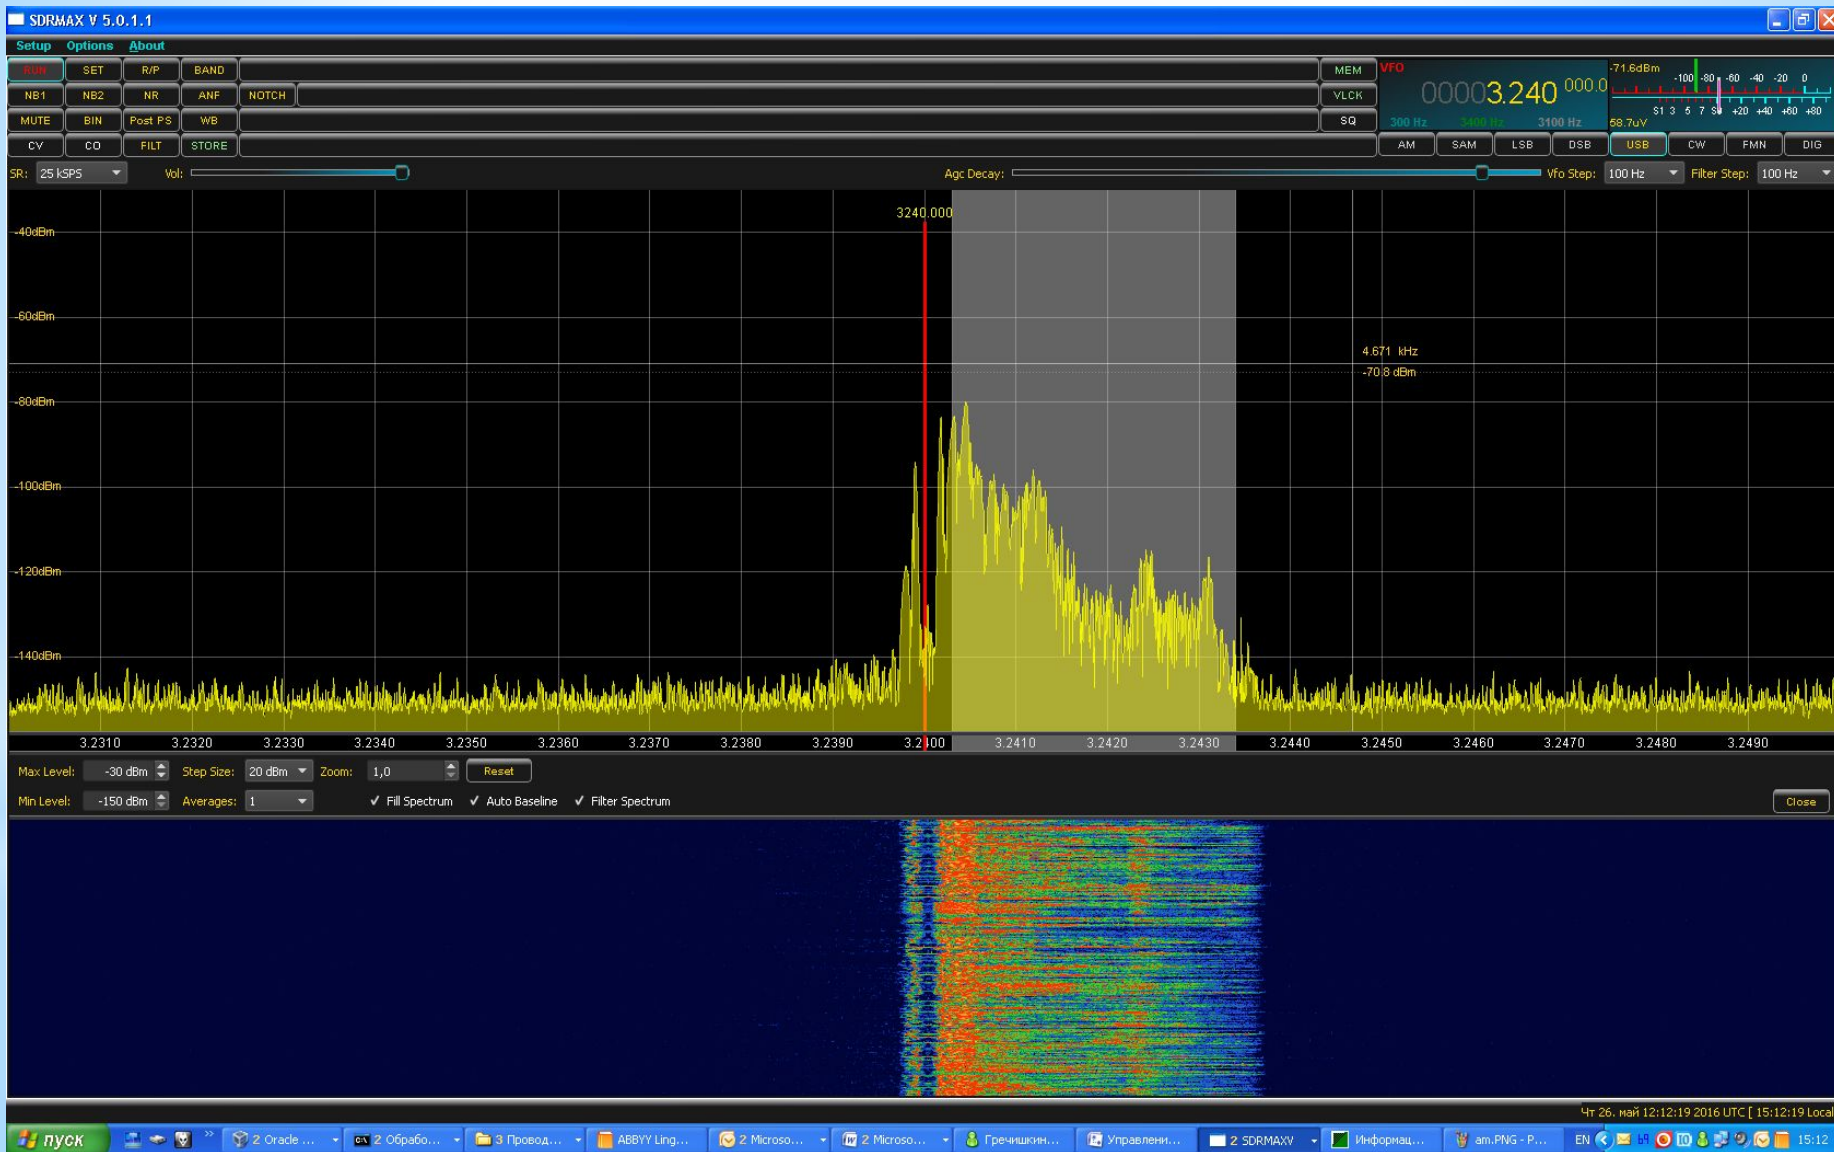 SDRMAX V 5.0.1.1
Setup Options About
RUN SET R/P BAND MEM
NB1 NB2 NR ANF NOTCH VLCK
MUTE BIN Post PS WB SQ
CV CO FILT STORE
VFO
00003.240 000.0
300 Hz 3400 Hz 3100 Hz
-71.6dBm
-100 -80 -60 -40 -20 0
S1 3 5 7 +20 +40 +60 +80
58.7uV
AM SAM LSB DSB USB CW FMN DIG
SR: 25 kSPS Vol: Agc Decay: Vfo Step: 100 Hz Filter Step: 100 Hz
3240.000
-40dBm
-60dBm
4.671 kHz
-70.8 dBm
-80dBm
-100dBm
-120dBm
-140dBm
3.2310 3.2320 3.2330 3.2340 3.2350 3.2360 3.2370 3.2380 3.2390 3.2400 3.2410 3.2420 3.2430 3.2440 3.2450 3.2460 3.2470 3.2480 3.2490
Max Level: -30 dBm Step Size: 20 dBm Zoom: 1,0 Reset
Min Level: -150 dBm Averages: 1 ✓ Fill Spectrum ✓ Auto Baseline ✓ Filter Spectrum Close
Чт 26. май 12:12:19 2016 UTC [ 15:12:19 Local
пуск 2 Oracle ... 2 Обрабо... 3 Провод... ABBYY Ling... 2 Microso... 2 Microso... Гречишкин... Управлени... 2 SDRMAXV Информац... am.PNG - P... EN 15:12